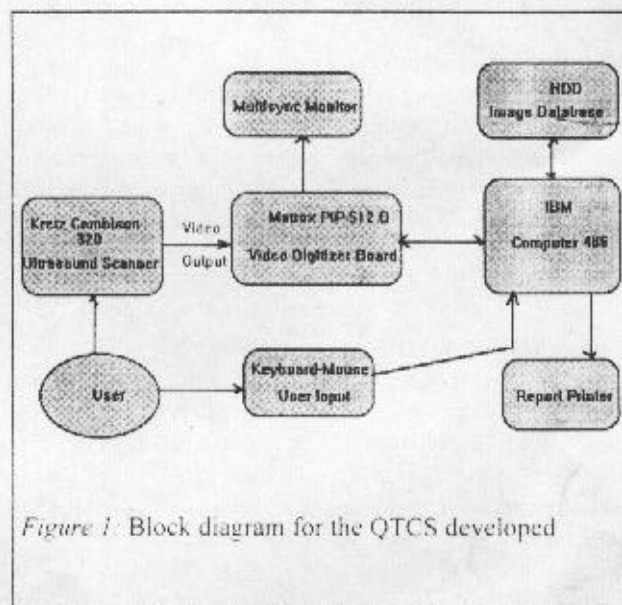 HDD
Image Database
Multisync Monitor
Kretz Combison
320
Ultrasound Scanner
Video
Output
Matrox PIP-512 B
Video Digitizer Board
IBM
Computer 486
User
Keyboard-Mouse
User Input
Report Printer
Figure 1: Block diagram for the QTCS developed